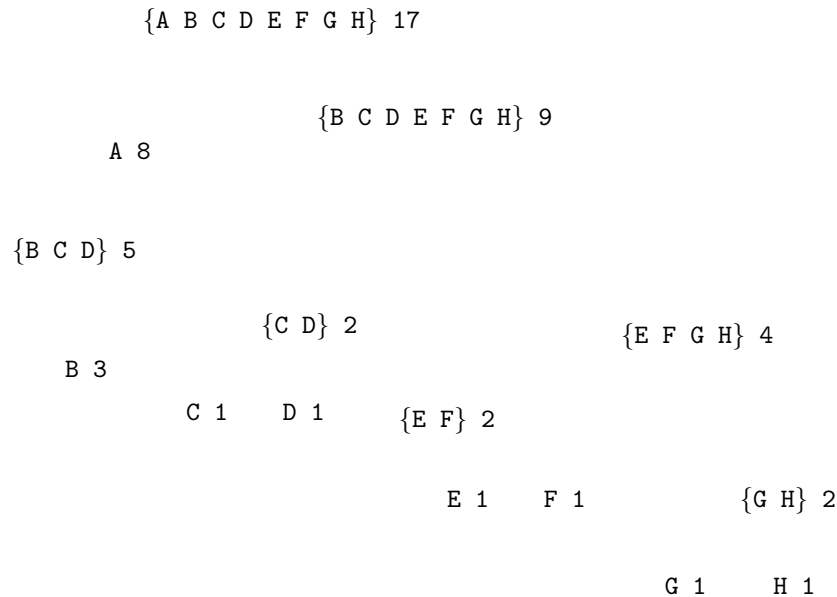 {A B C D E F G H} 17
{B C D E F G H} 9
A 8
{B C D} 5
{C D} 2
{E F G H} 4
B 3
C 1
D 1
{E F} 2
E 1
F 1
{G H} 2
G 1
H 1